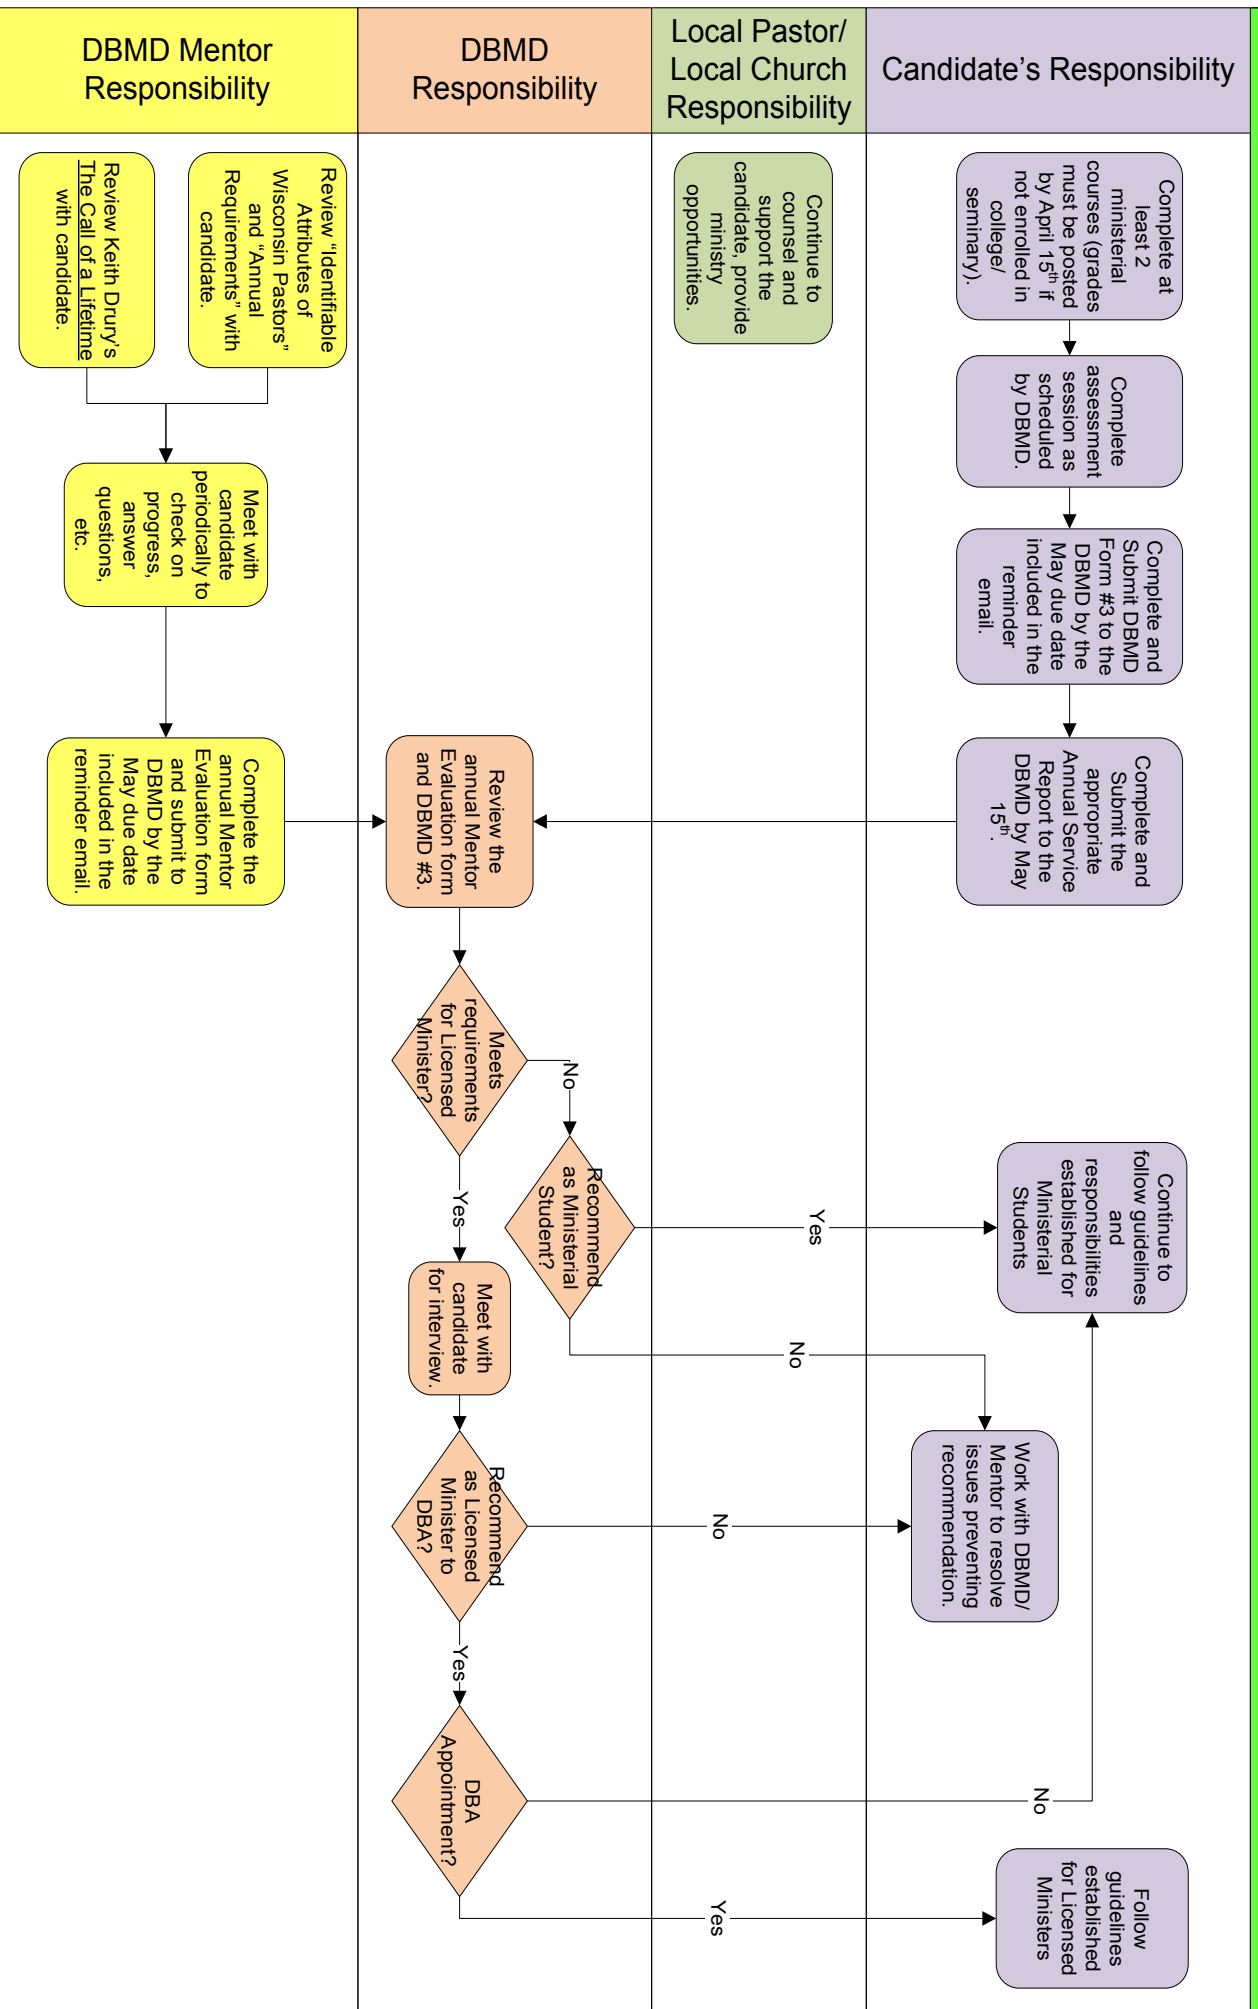 DBMD Mentor
Responsibility
DBMD
Responsibility
Local Pastor/
Local Church
Responsibility
Candidate's Responsibility
Complete at
least 2
ministerial
courses (grades
must be posted
by April 15th if
not enrolled in
college/
seminary).
Complete
assessment
session as
scheduled
by DBMD.
Complete and
Submit DBMD
Form #3 to the
DBMD by the
May due date
included in the
reminder
email.
Complete and
Submit the
appropriate
Annual Service
Report to the
DBMD by May
15th.
Continue to
follow guidelines
and
responsibilities
established for
Ministerial
Students
Work with DBMD/
Mentor to resolve
issues preventing
recommendation.
Follow
guidelines
established
for Licensed
Ministers
Continue to
counsel and
support the
candidate, provide
ministry
opportunities.
Yes
No
No
No
Yes
Review the
annual Mentor
Evaluation form
and DBMD #3.
Meets
requirements
for Licensed
Minister?
No
Recommend
as Ministerial
Student?
Yes
Meet with
candidate
for interview.
Recommend
as Licensed
Minister to
DBA?
Yes
DBA
Appointment?
Review “Identifiable
Attributes of
Wisconsin Pastors”
and “Annual
Requirements” with
candidate.
Review Keith Drury’s
The Call of a Lifetime
with candidate.
Meet with
candidate
periodically to
check on
progress,
answer
questions,
etc.
Complete the
annual Mentor
Evaluation form
and submit to
DBMD by the
May due date
included in the
reminder email.